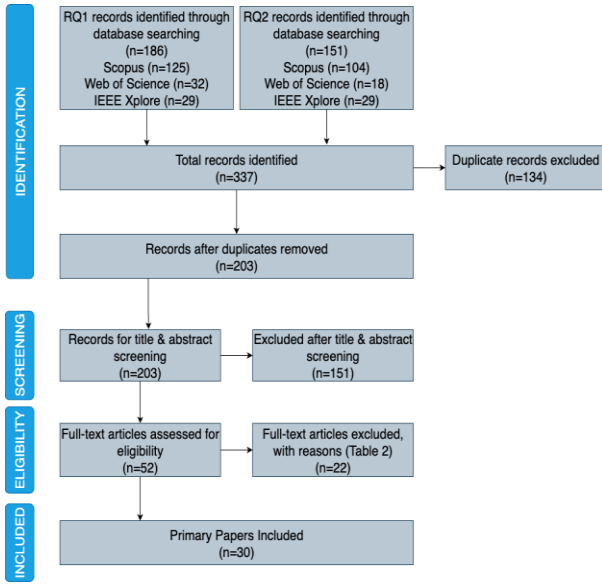 IDENTIFICATION
RQ1 records identified through
database searching
(n=186)
Scopus (n=125)
Web of Science (n=32)
IEEE Xplore (n=29)
RQ2 records identified through
database searching
(n=151)
Scopus (n=104)
Web of Science (n=18)
IEEE Xplore (n=29)
Total records identified
(n=337)
Duplicate records excluded
(n=134)
Records after duplicates removed
(n=203)
SCREENING
Records for title & abstract
screening
(n=203)
Excluded after title & abstract
screening
(n=151)
ELIGIBILITY
Full-text articles assessed for
eligibility
(n=52)
Full-text articles excluded,
with reasons (Table 2)
(n=22)
INCLUDED
Primary Papers Included
(n=30)